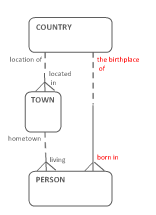 COUNTRY
location of
the birthplace
of
located
in
TOWN
hometown
living
born in
PERSON